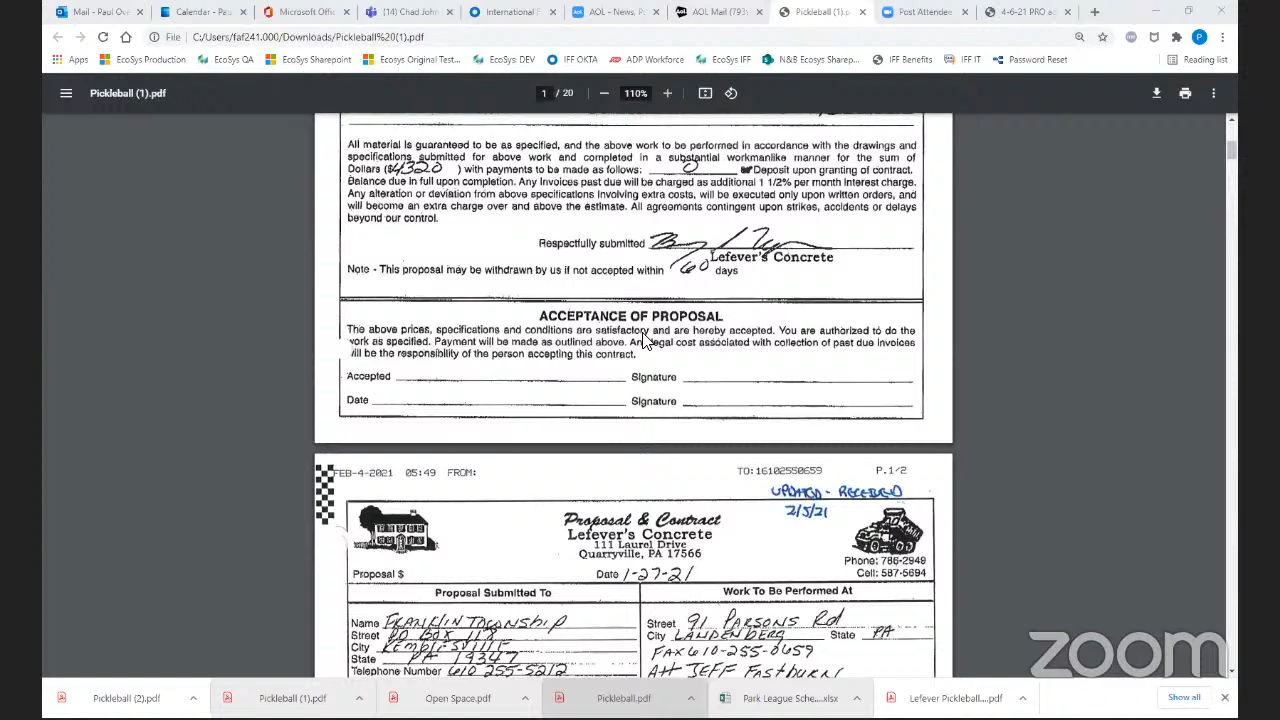 Mail - Paul Ove
Calendar - Pau
Microsoft Offi
(14) Chad John
International F
AOL - News, P
AOL Mail (793
Pickleball (1).p
Post Attendee
4-6-21 PRO ad
File C:/Users/faf241.000/Downloads/Pickleball%20(1).pdf
Apps EcoSys Production EcoSys QA EcoSys Sharepoint EcoSys Original Test... EcoSys DEV IFF OKTA ADP Workforce EcoSys IFF N&B Ecosys Sharep... IFF Benefits IFF IT Password Reset Reading list
Pickleball (1).pdf 1 / 20 110%
All material is guaranteed to be as specified, and the above work to be performed in accordance with the drawings and
specifications submitted for above work and completed in a substantial workmanlike manner for the sum of
Dollars ($4320 ) with payments to be made as follows: 0 Deposit upon granting of contract.
Balance due in full upon completion. Any Invoices past due will be charged as additional 1 1/2% per month interest charge.
Any alteration or deviation from above specifications involving extra costs, will be executed only upon written orders, and
will become an extra charge over and above the estimate. All agreements contingent upon strikes, accidents or delays
beyond our control.
Respectfully submitted
Lefever's Concrete
Note - This proposal may be withdrawn by us if not accepted within 60 days
ACCEPTANCE OF PROPOSAL
The above prices, specifications and conditions are satisfactory and are hereby accepted. You are authorized to do the
work as specified. Payment will be made as outlined above. Any legal cost associated with collection of past due invoices
will be the responsibility of the person accepting this contract.
Accepted Signature
Date Signature
FEB-4-2021 05:49 FROM: TO:16102550659 P.1/2
UPDATED - RECEIVED
2/5/21
Proposal & Contract
Lefever's Concrete
111 Laurel Drive
Quarryville, PA 17566
Phone: 786-2949
Cell: 587-5694
Proposal $ Date 1-27-21
Proposal Submitted To Work To Be Performed At
Name FRANKLIN TOWNSHIP
Street PO BOX 118
City KEMBLESVILLE
State PA 19347
Telephone Number 610 255-5212
Street 91 PARSONS Rd
City LANDENBERG State PA
FAX 610-255-0659
Att JEFF Fastburn
zoom
Pickleball (2).pdf Pickleball (1).pdf Open Space.pdf Pickleball.pdf Park League Sche....xlsx Lefever Pickleball....pdf Show all